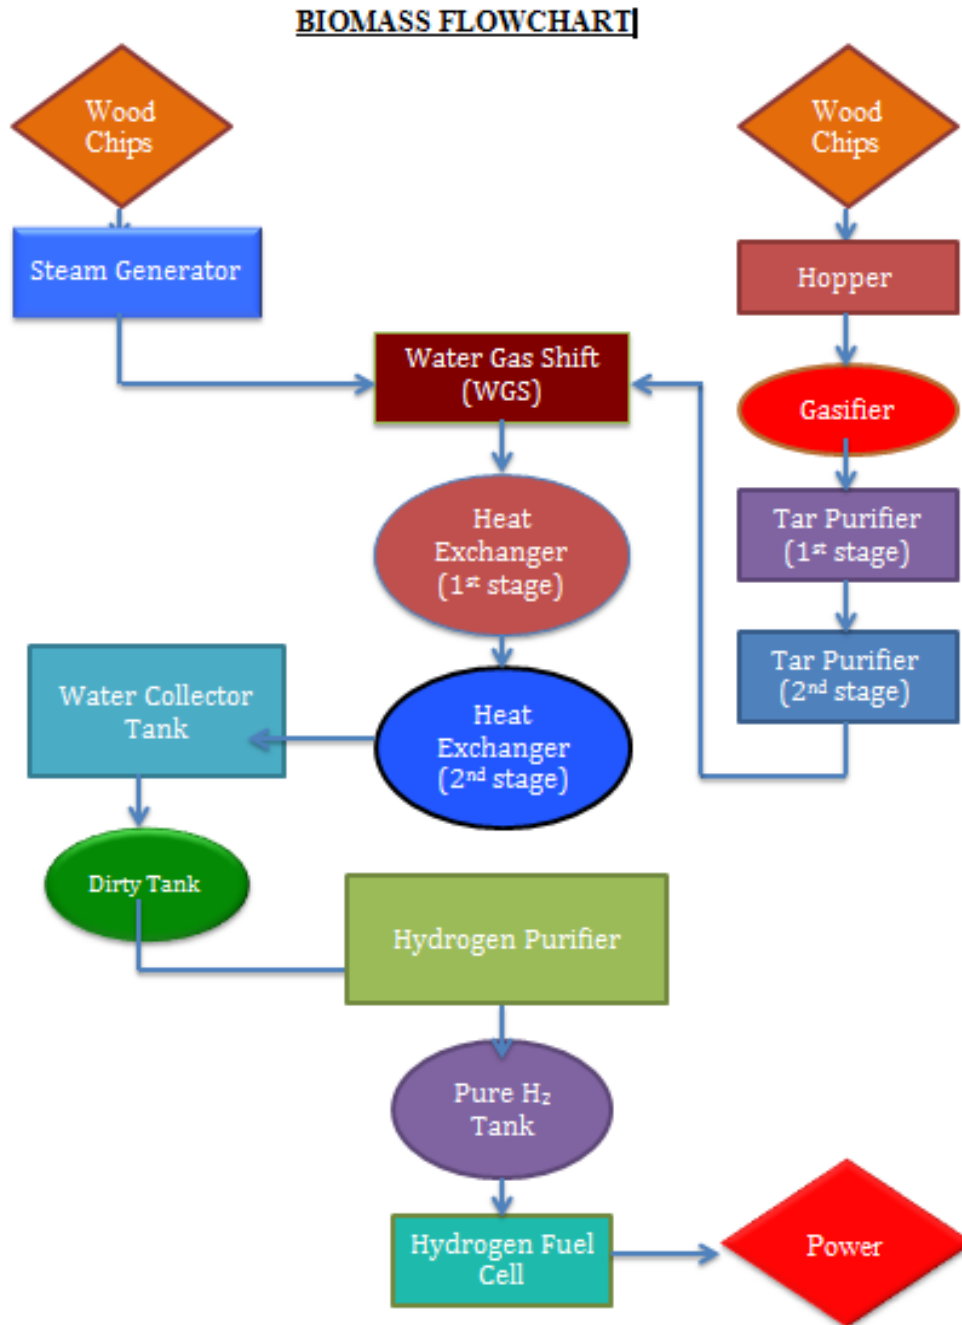 BIOMASS FLOWCHART
Wood
Chips
Wood
Chips
Steam Generator
Hopper
Water Gas Shift
(WGS)
Gasifier
Heat
Exchanger
(1st stage)
Tar Purifier
(1st stage)
Tar Purifier
(2nd stage)
Water Collector
Tank
Heat
Exchanger
(2nd stage)
Dirty Tank
Hydrogen Purifier
Pure H₂
Tank
Hydrogen Fuel
Cell
Power